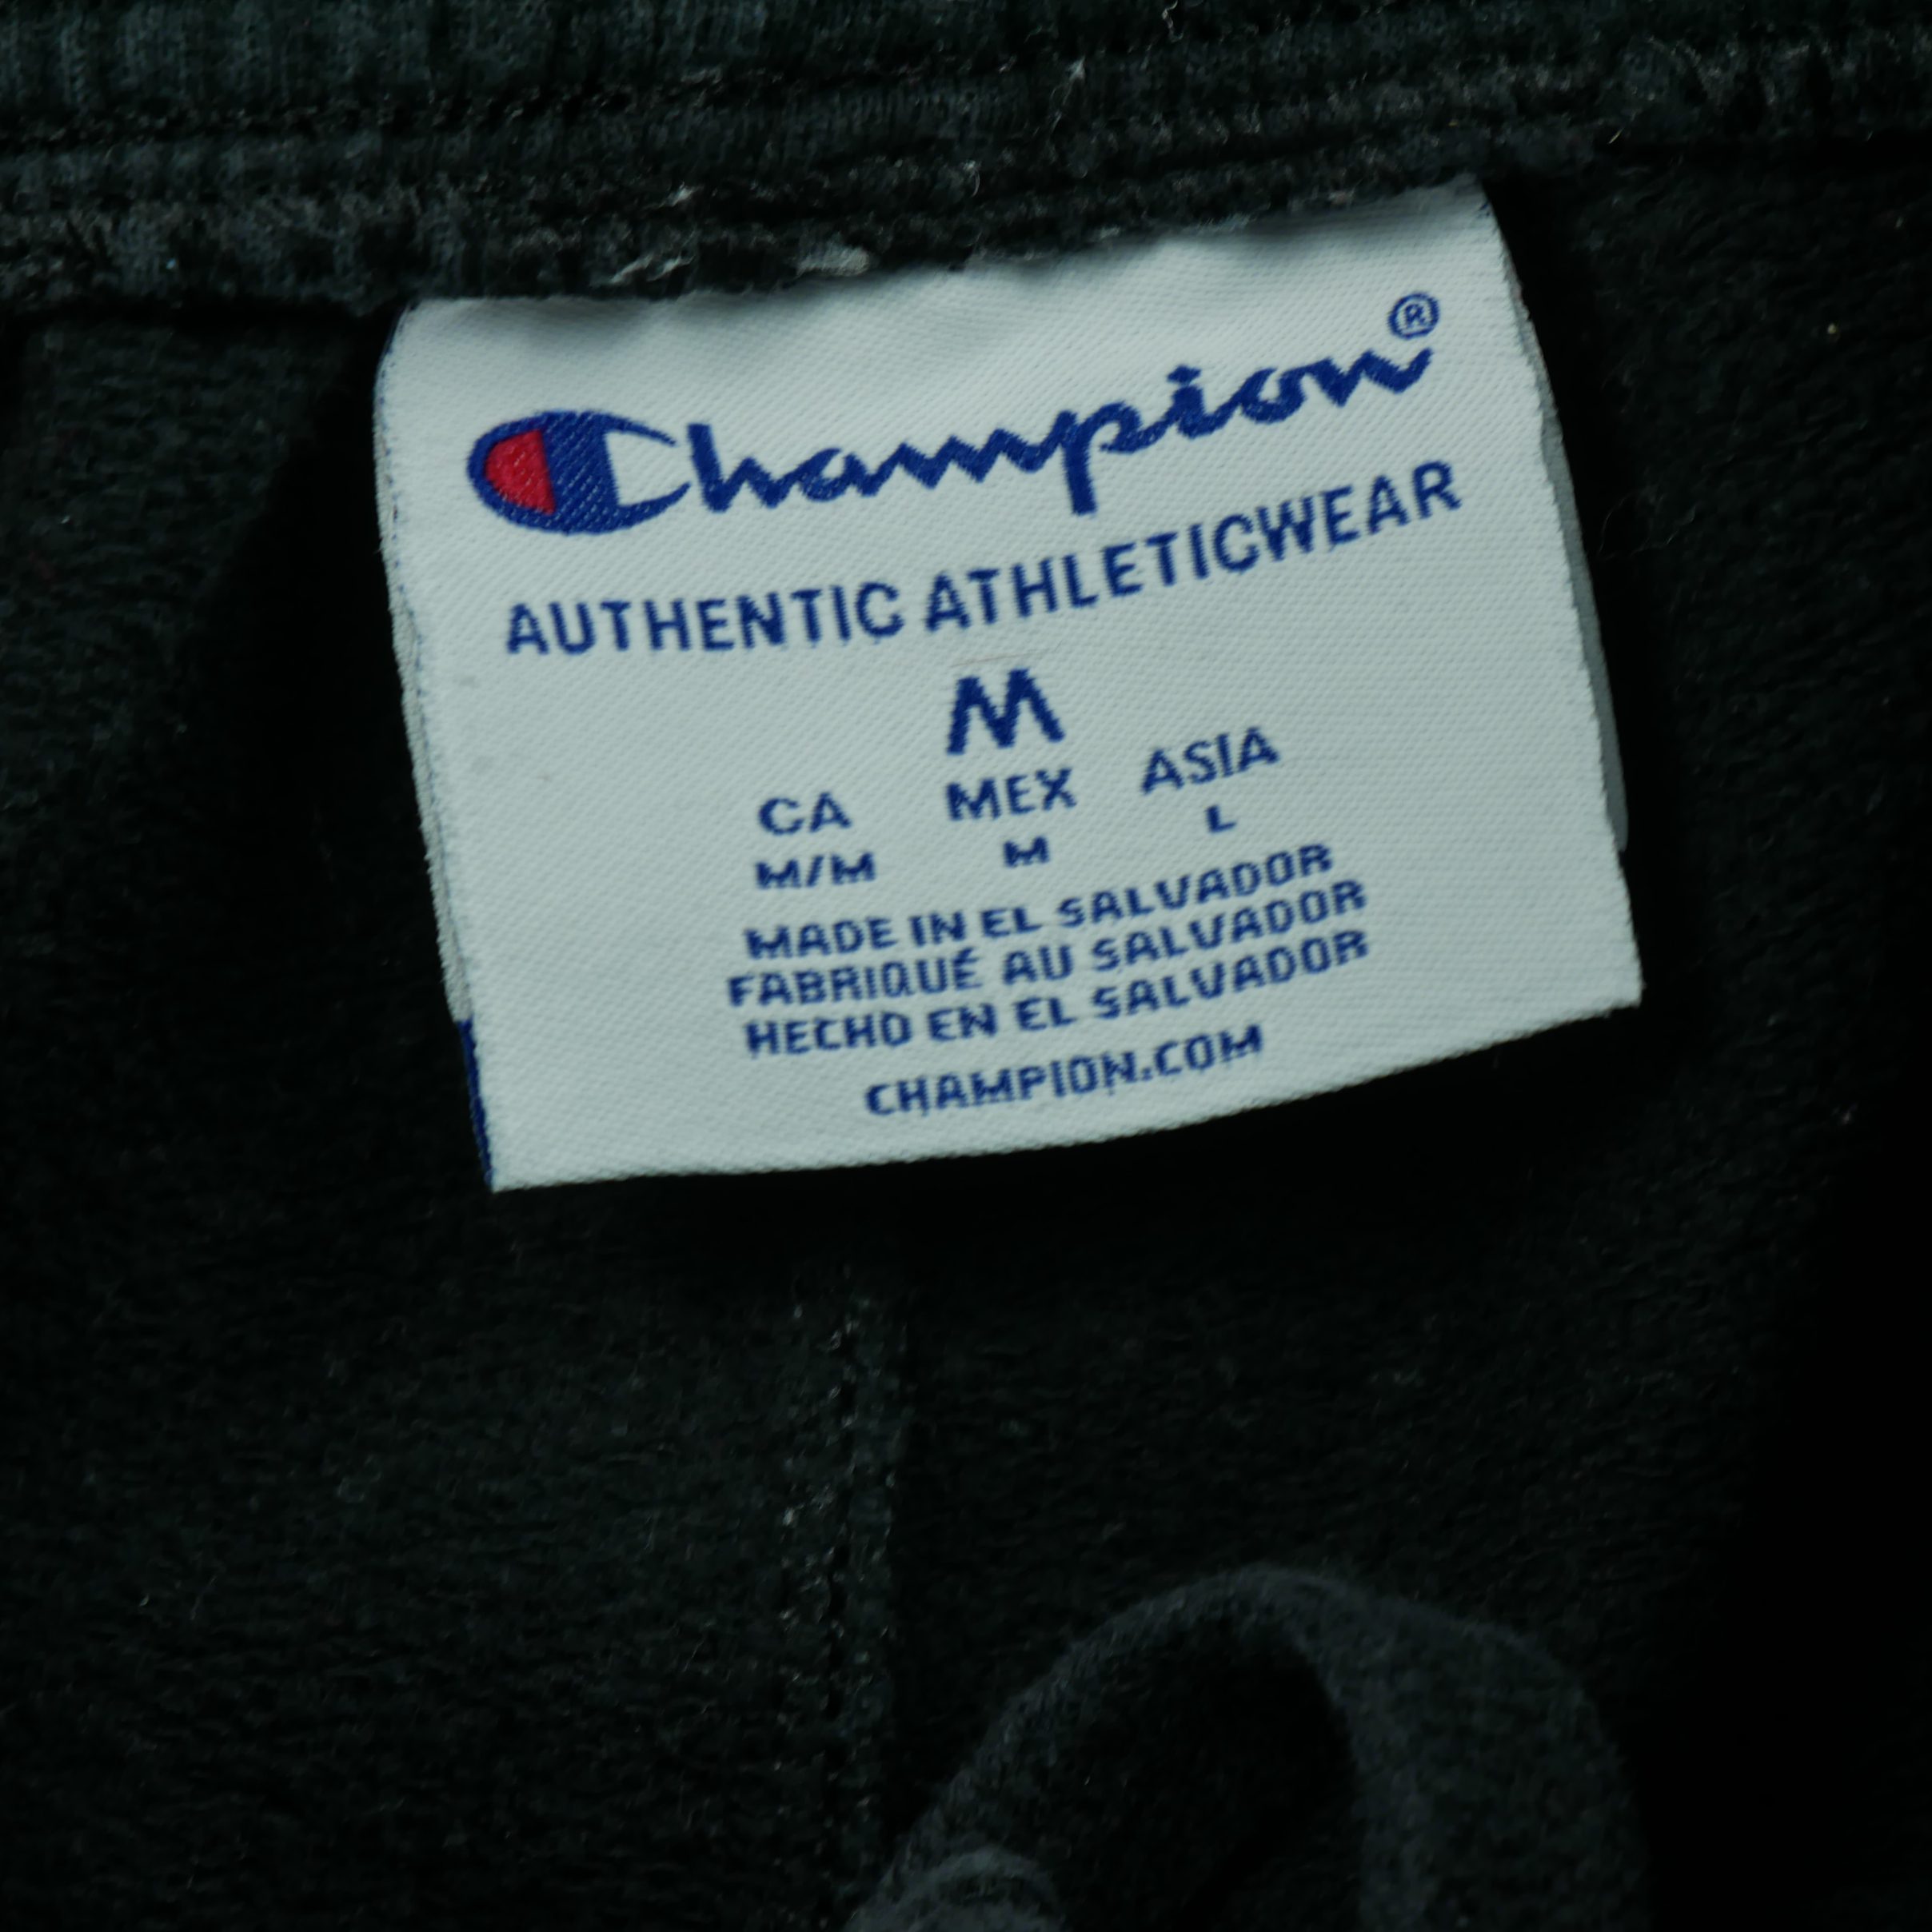 Champion®
AUTHENTIC ATHLETICWEAR
M
CA MEX ASIA
M/M M L
MADE IN EL SALVADOR
FABRIQUÉ AU SALVADOR
HECHO EN EL SALVADOR
CHAMPION.COM